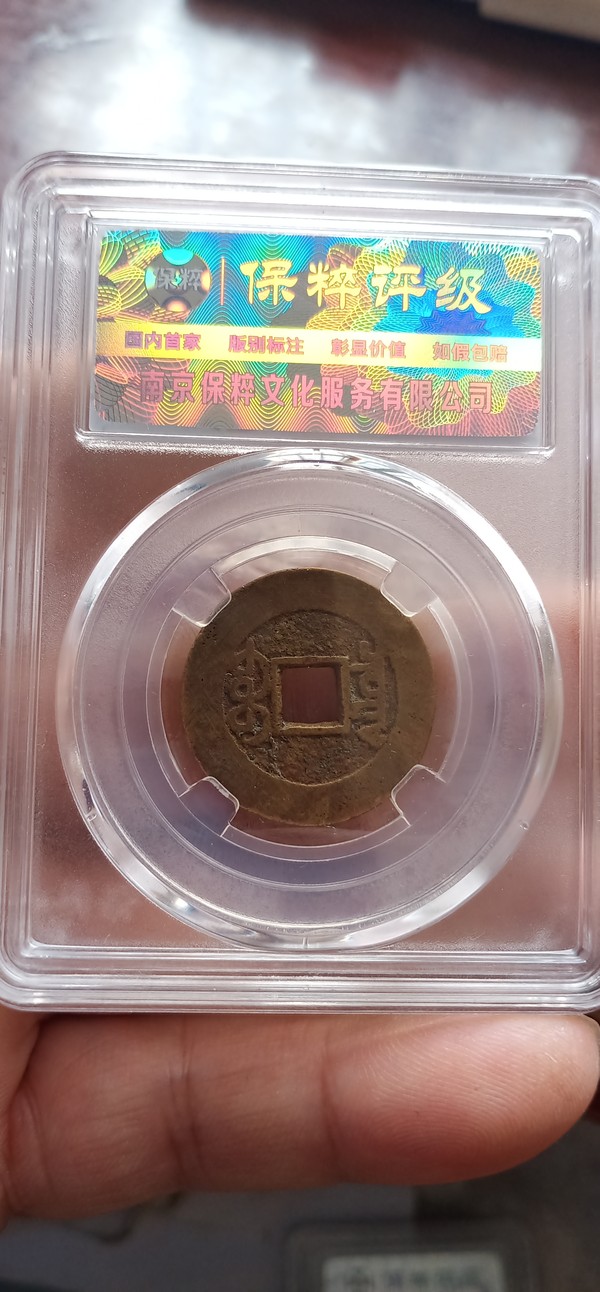 保粹 保粹评级
国内首家 版别标注 彰显价值 如假包赔
南京保粹文化服务有限公司